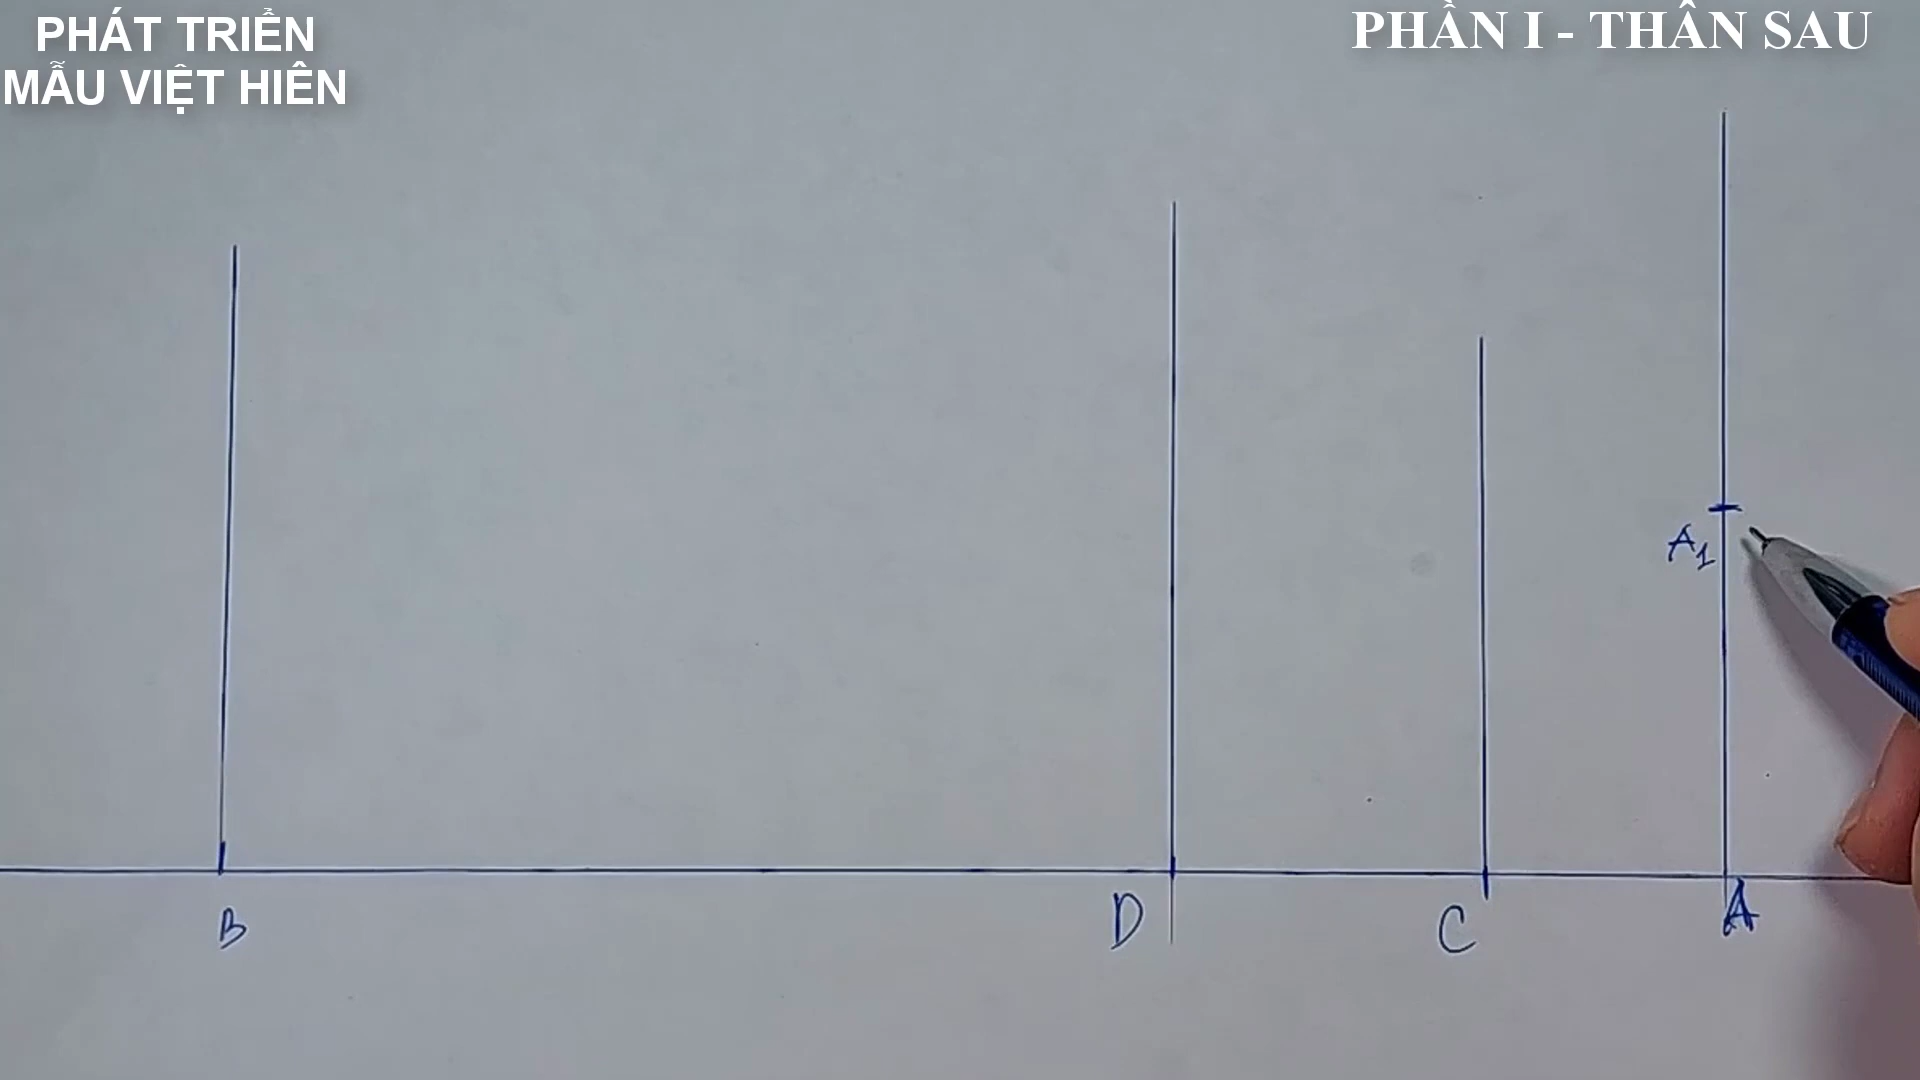 PHÁT TRIỂN
MẪU VIỆT HIÊN
PHẦN I - THÂN SAU
A1
B
D
C
A